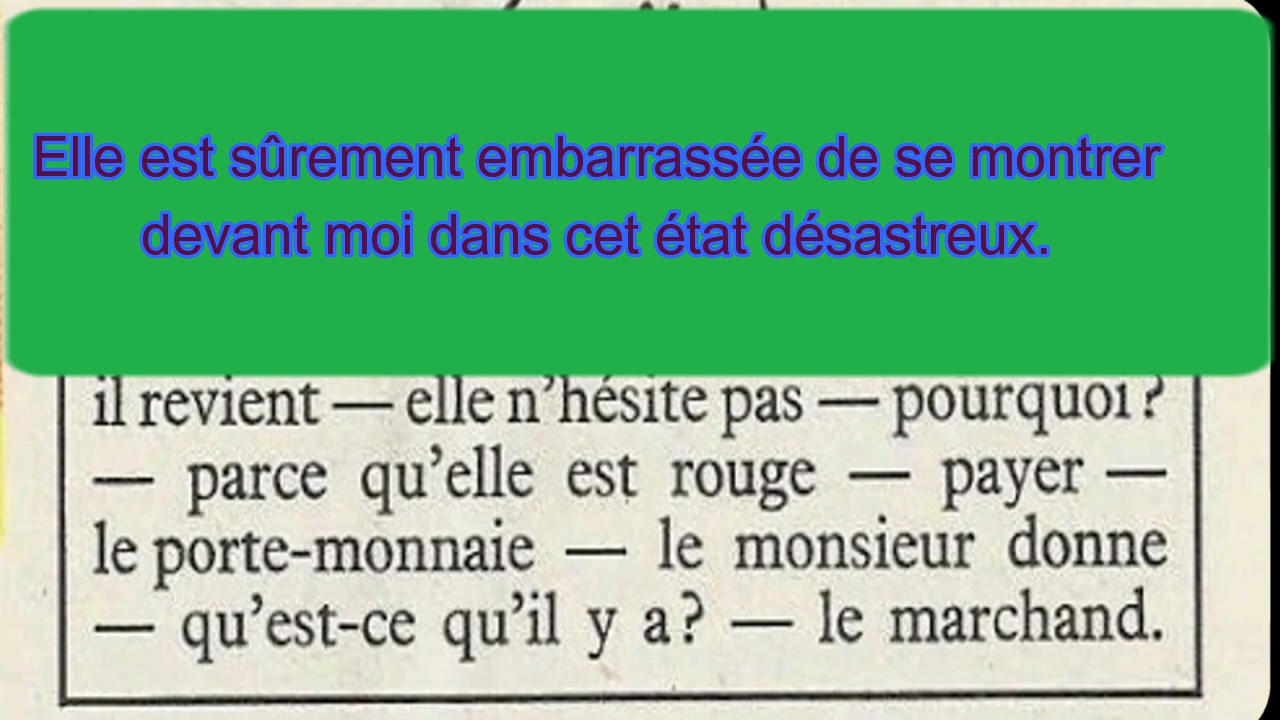 Elle est sûrement embarrassée de se montrer
devant moi dans cet état désastreux.
il revient — elle n'hésite pas — pourquoi ?
— parce qu'elle est rouge — payer —
le porte-monnaie — le monsieur donne
— qu'est-ce qu'il y a ? — le marchand.